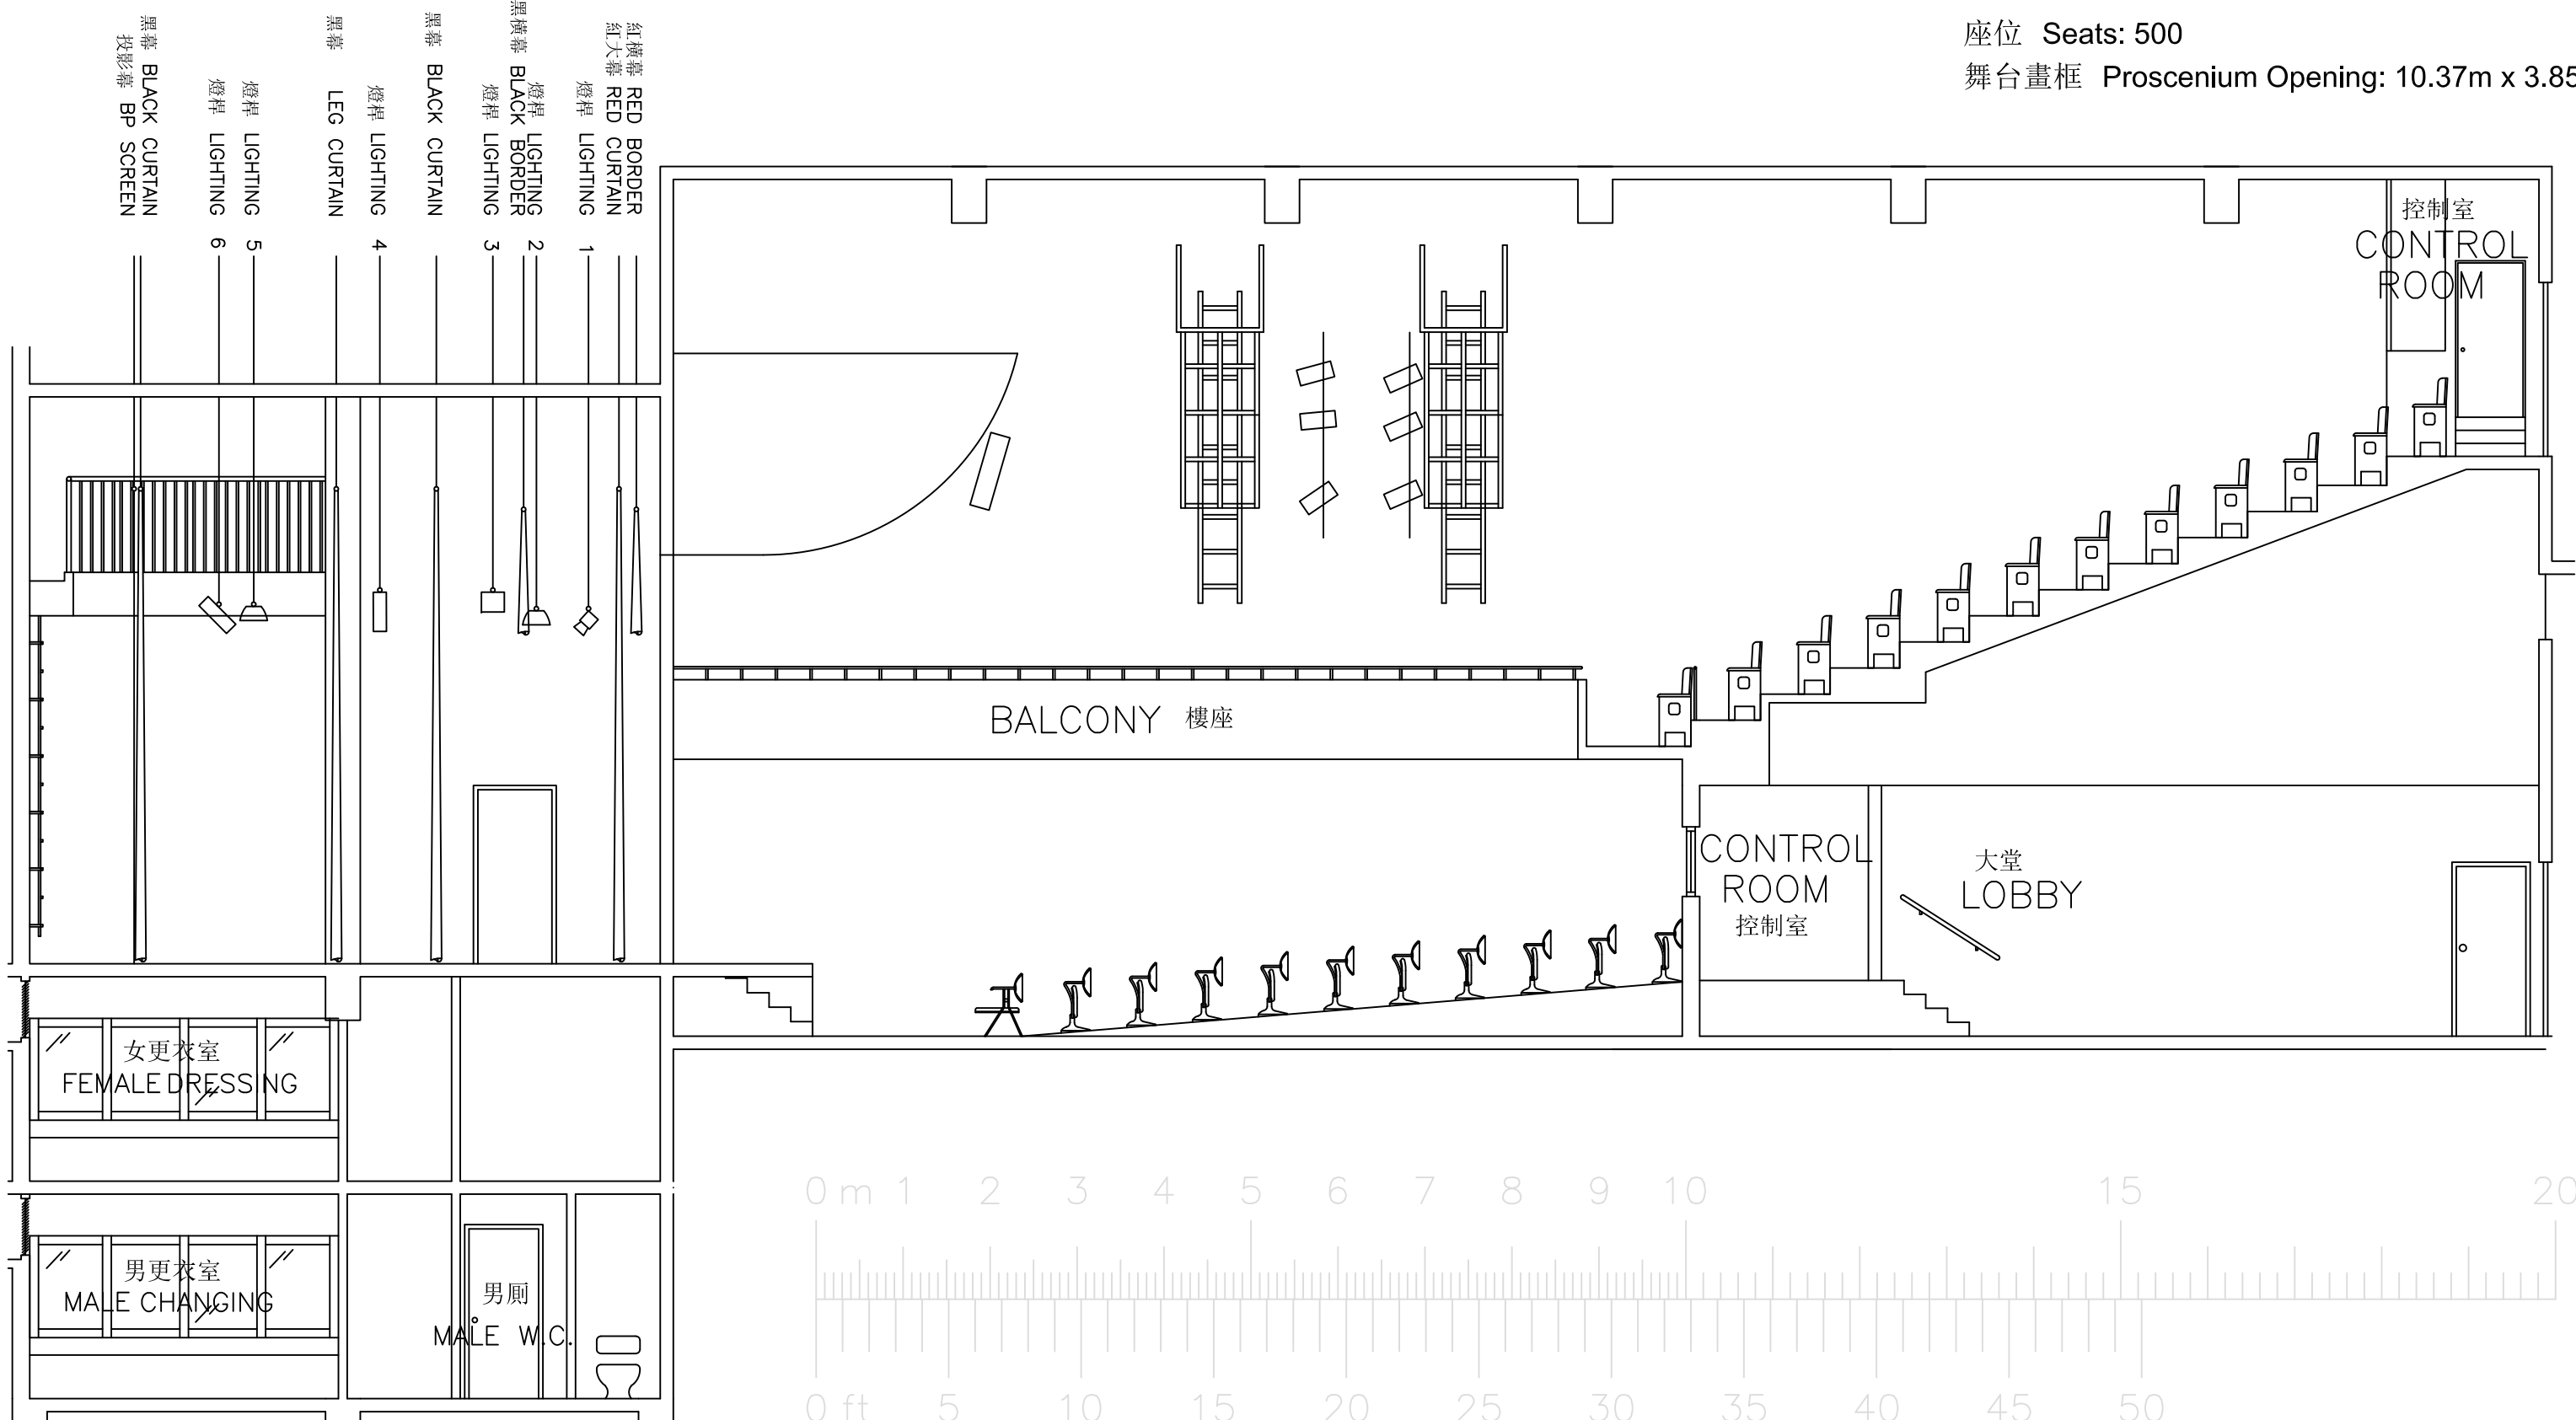 座位 Seats: 500
舞台畫框 Proscenium Opening: 10.37m x 3.85
投影幕 BP SCREEN
黑幕 BLACK CURTAIN
燈桿 LIGHTING 6
燈桿 LIGHTING 5
黑幕 LEG CURTAIN
燈桿 LIGHTING 4
黑幕 BLACK CURTAIN
燈桿 LIGHTING 3
黑橫幕 BLACK BORDER
燈桿 LIGHTING 2
燈桿 LIGHTING 1
紅大幕 RED CURTAIN
紅橫幕 RED BORDER
控制室
CONTROL
ROOM
BALCONY 樓座
CONTROL
ROOM
控制室
大堂
LOBBY
女更衣室
FEMALE DRESSING
男更衣室
MALE CHANGING
男厠
MALE W.C.
0 m 1 2 3 4 5 6 7 8 9 10 15 20
0 ft 5 10 15 20 25 30 35 40 45 50